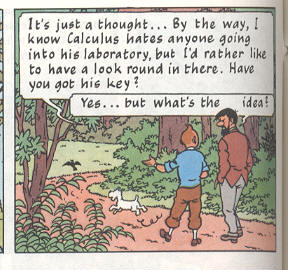 It's just a thought... By the way, I
know Calculus hates anyone going
into his laboratory, but I'd rather like
to have a look round in there. Have
you got his key?
Yes... but what's the idea?